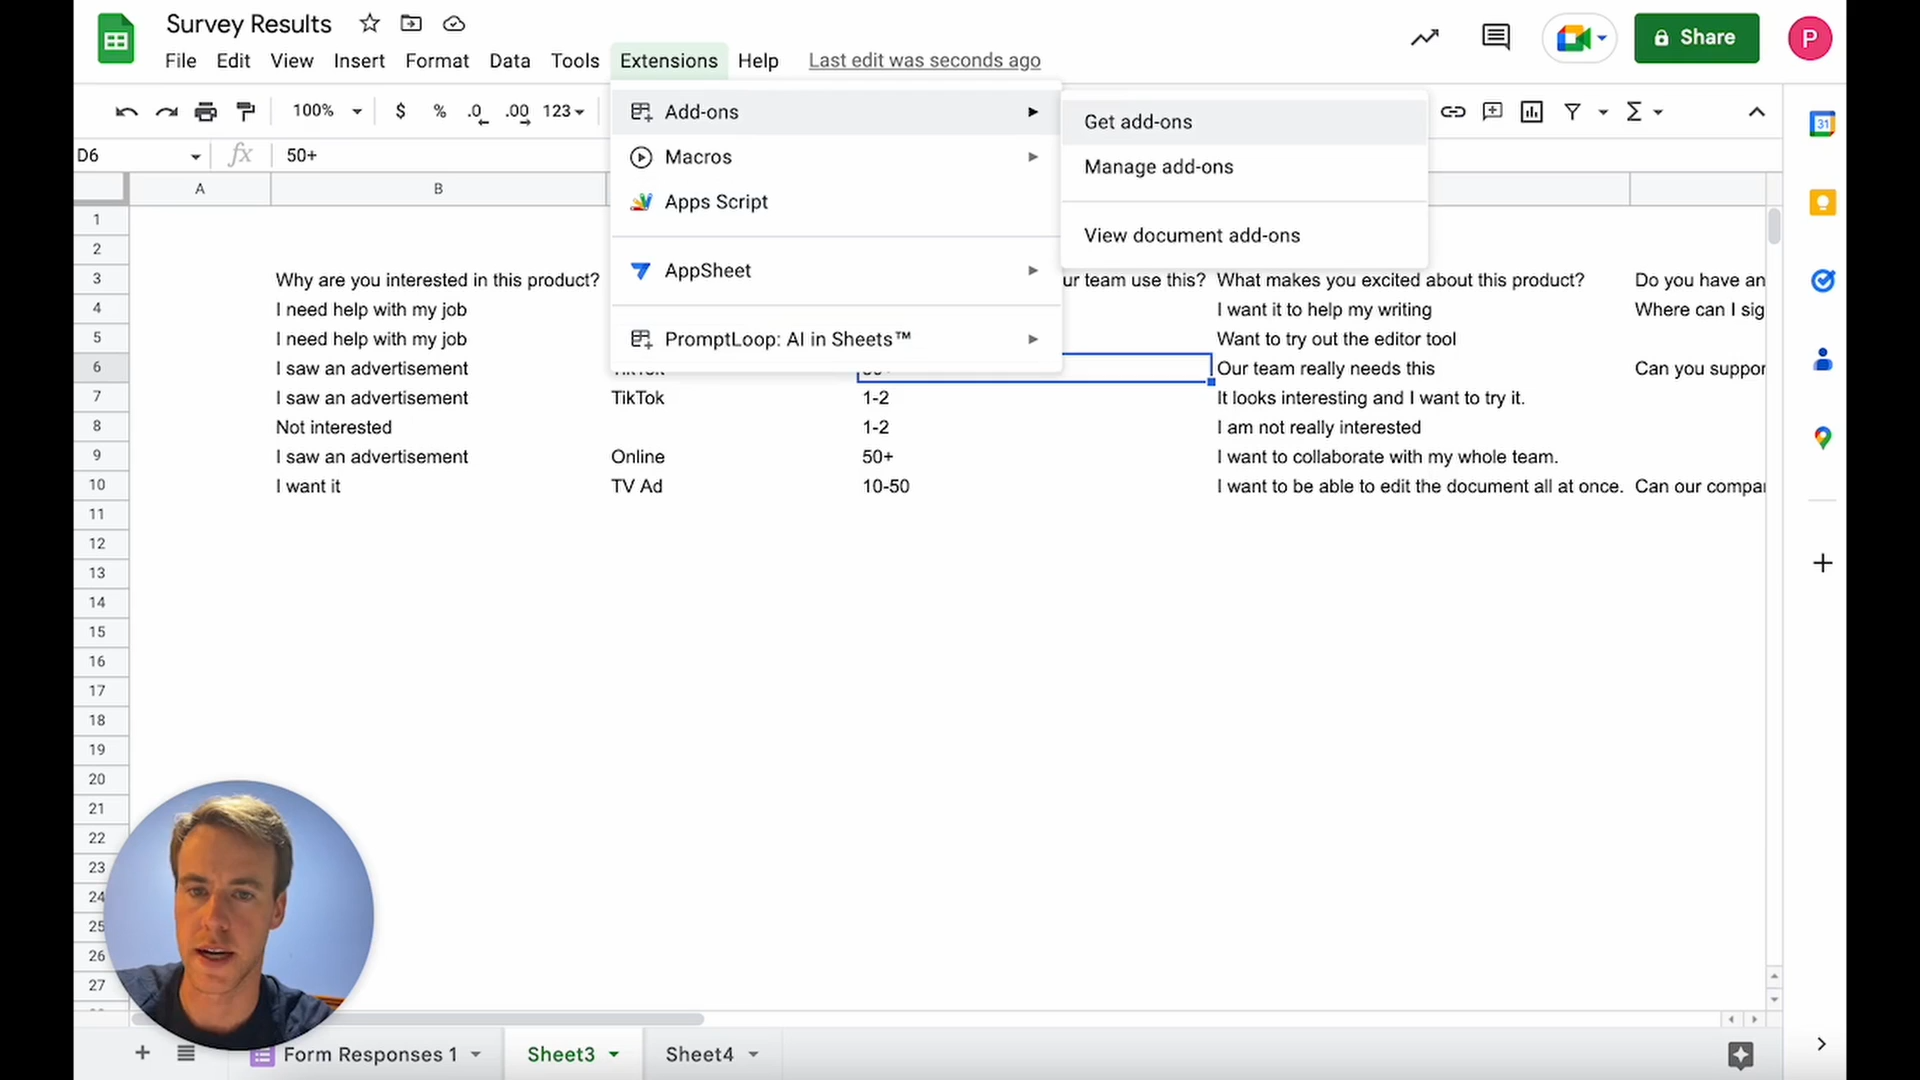 Survey Results
File Edit View Insert Format Data Tools Extensions Help Last edit was seconds ago
Share
P
100% $ % .0 .00 123
D6 fx 50+
Add-ons
Macros
Apps Script
AppSheet
PromptLoop: AI in Sheets™
Get add-ons
Manage add-ons
View document add-ons
31
A B
1
2
3 Why are you interested in this product? ur team use this? What makes you excited about this product? Do you have an
4 I need help with my job I want it to help my writing Where can I sig
5 I need help with my job Want to try out the editor tool
6 I saw an advertisement Our team really needs this Can you suppor
7 I saw an advertisement TikTok 1-2 It looks interesting and I want to try it.
8 Not interested 1-2 I am not really interested
9 I saw an advertisement Online 50+ I want to collaborate with my whole team.
10 I want it TV Ad 10-50 I want to be able to edit the document all at once. Can our compa
11
12
13
14
15
16
17
18
19
20
21
22
23
24
25
26
27
Form Responses 1 Sheet3 Sheet4